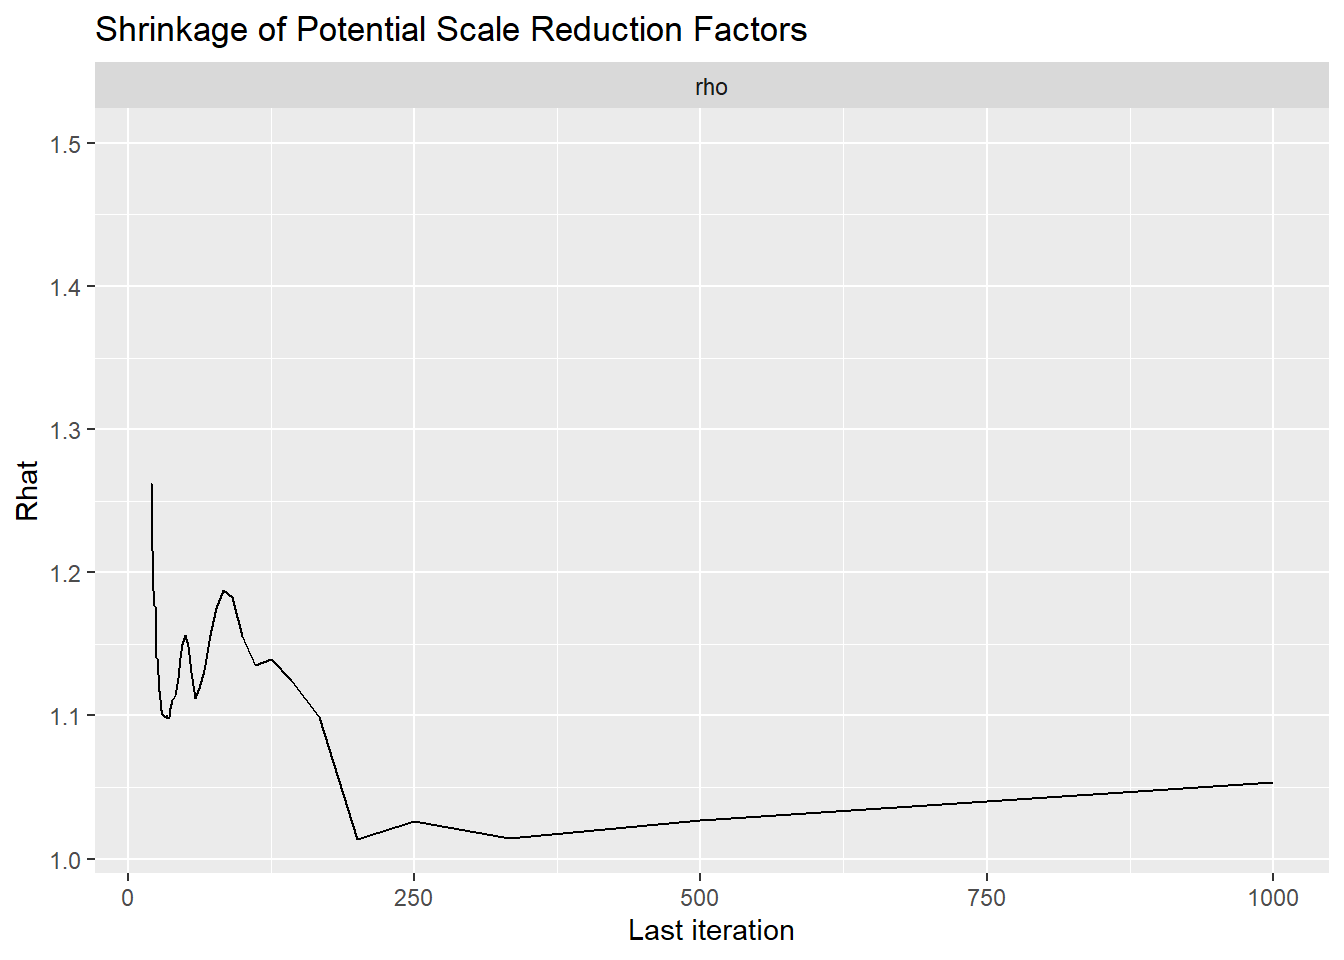 Shrinkage of Potential Scale Reduction Factors
rho
1.5
1.4
1.3
1.2
1.1
1.0
Rhat
0 250 500 750 1000
Last iteration